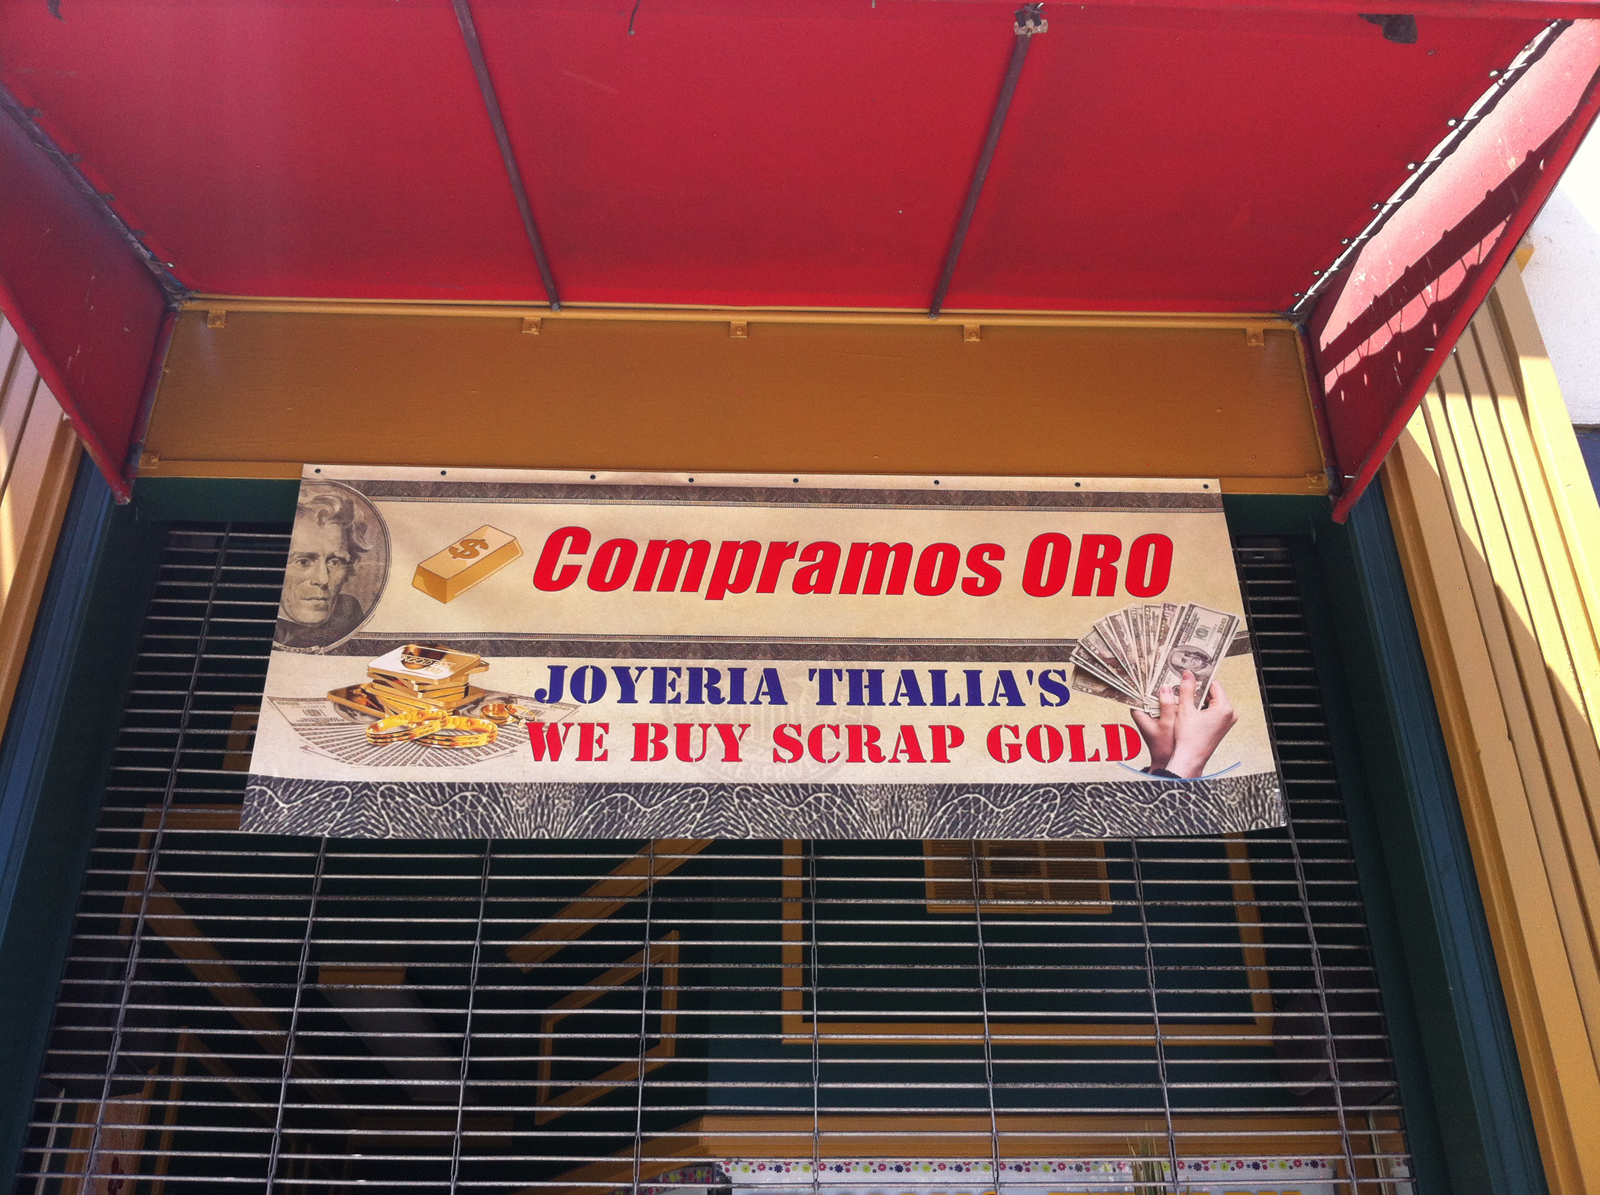 Compramos ORO
JOYERIA THALIA'S
WE BUY SCRAP GOLD